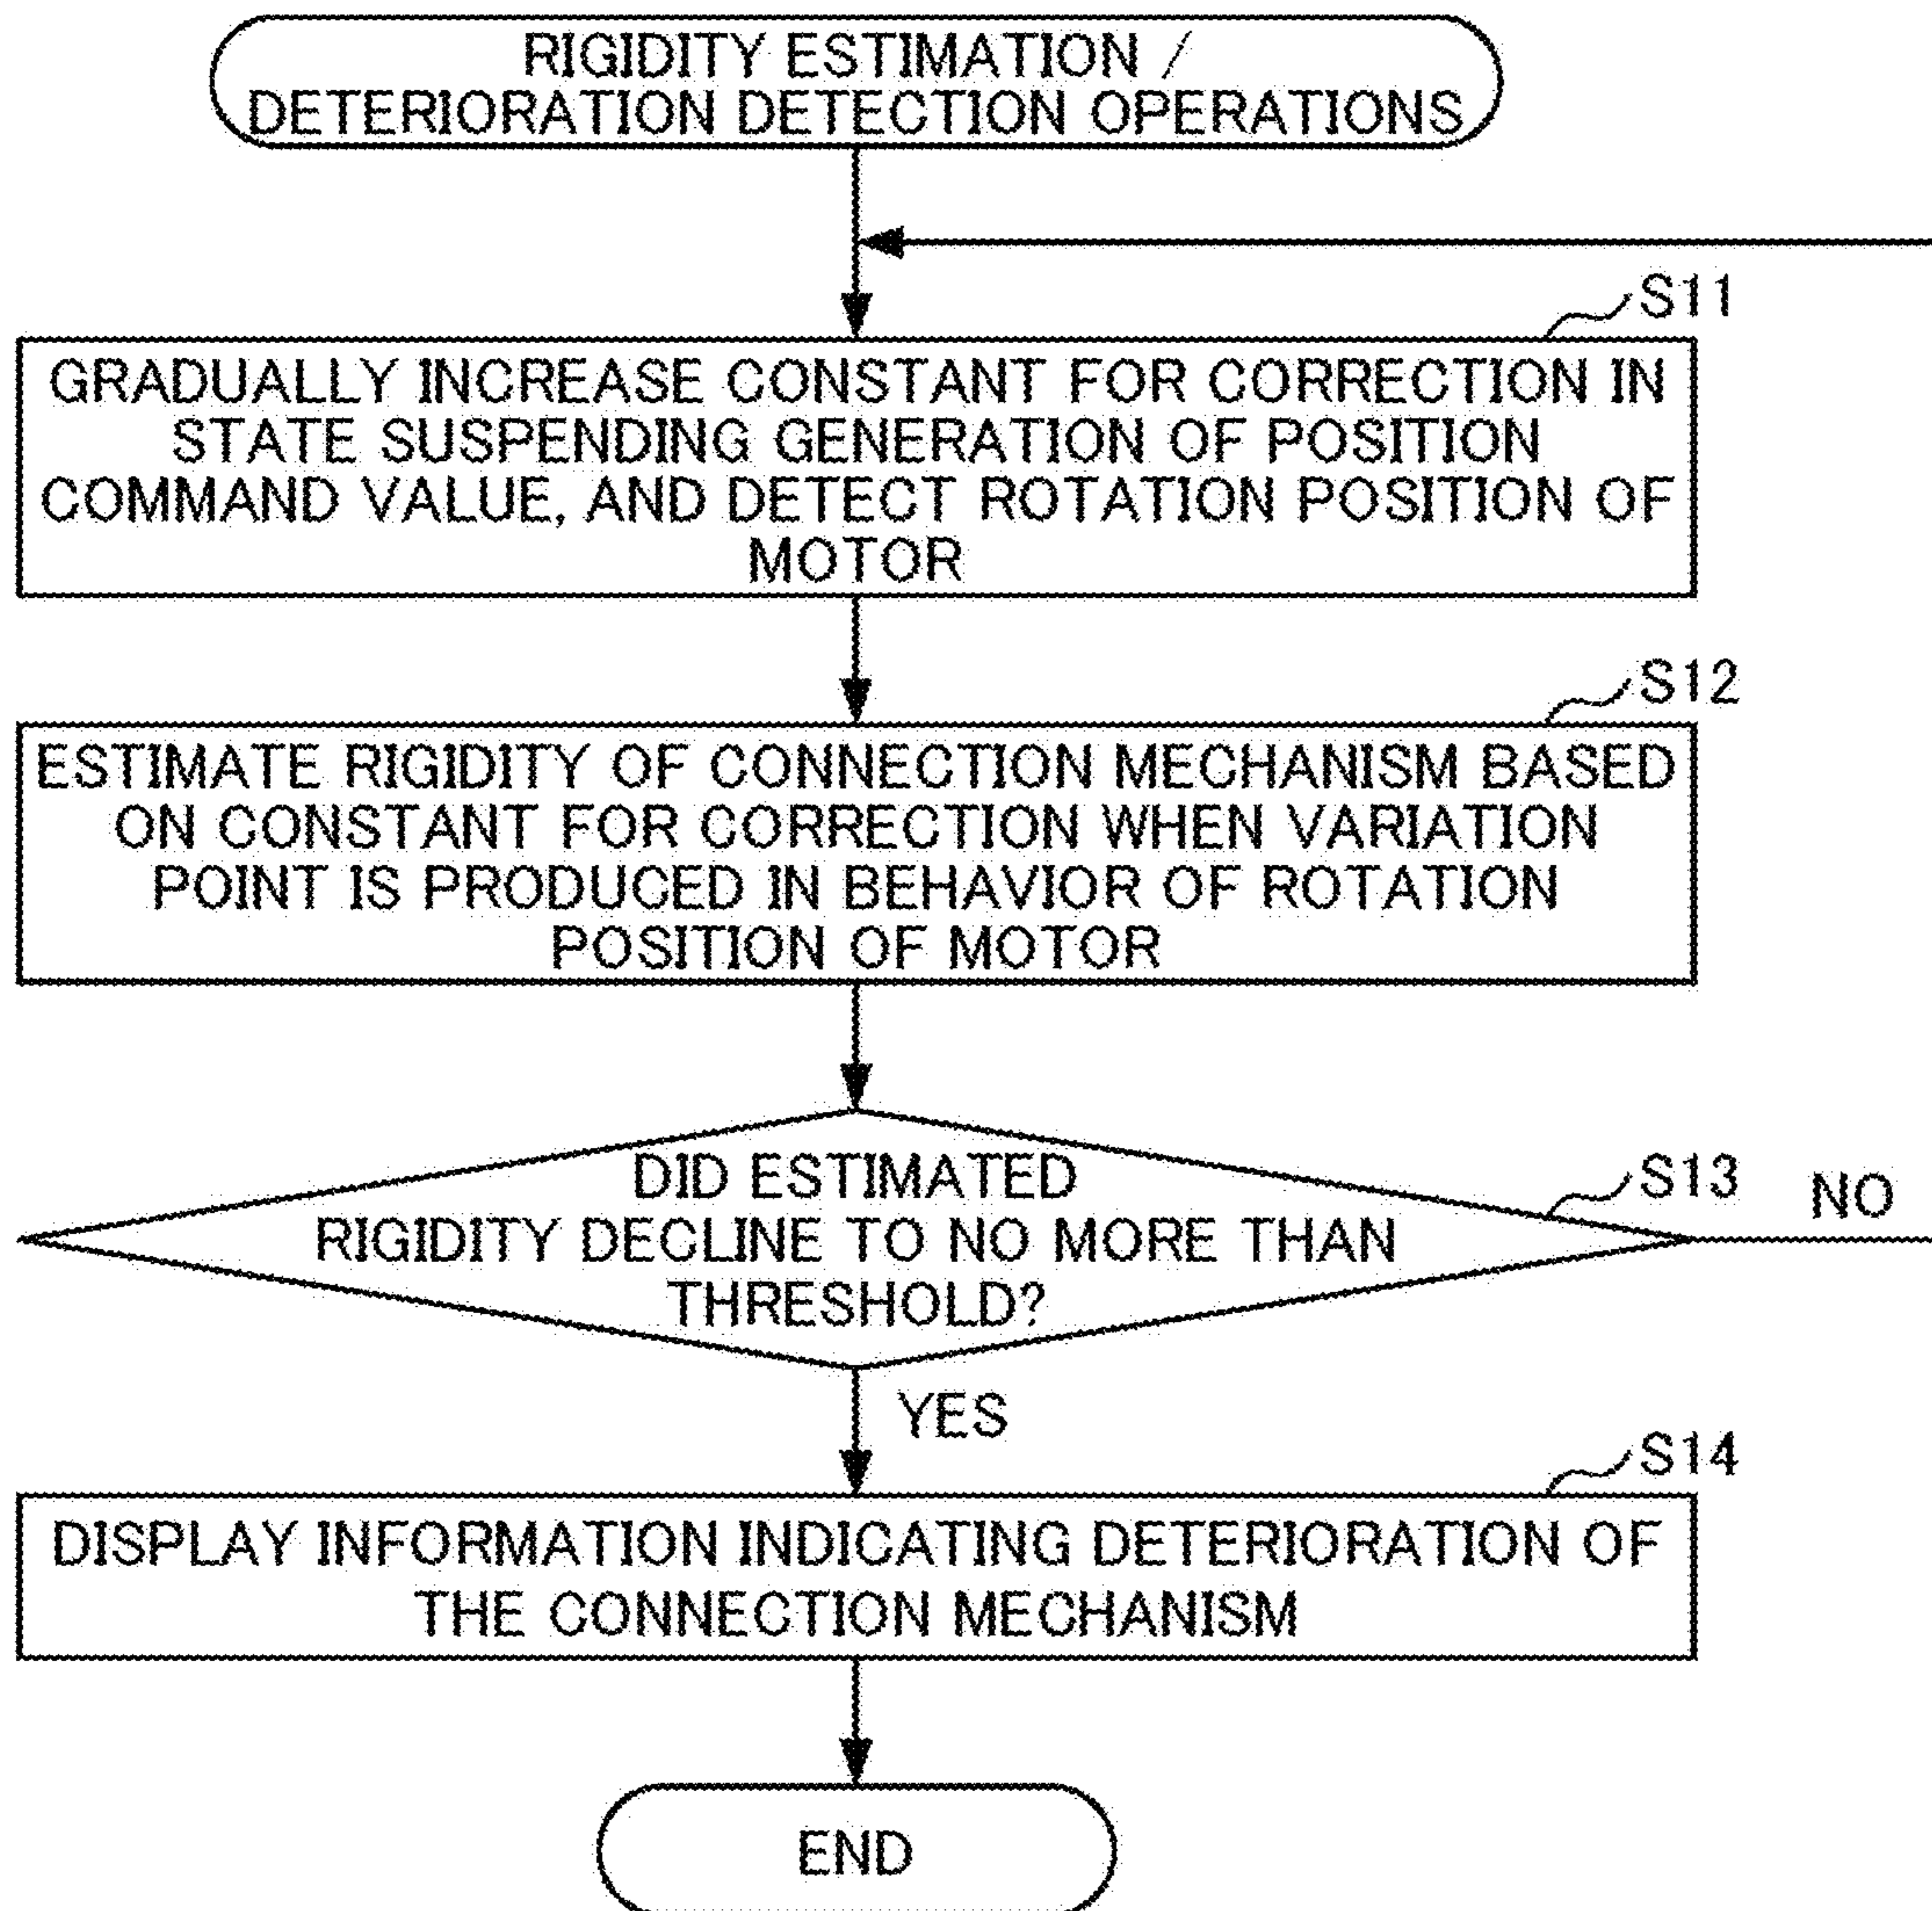 RIGIDITY ESTIMATION /
DETERIORATION DETECTION OPERATIONS
S11
GRADUALLY INCREASE CONSTANT FOR CORRECTION IN
STATE SUSPENDING GENERATION OF POSITION
COMMAND VALUE, AND DETECT ROTATION POSITION OF
MOTOR
S12
ESTIMATE RIGIDITY OF CONNECTION MECHANISM BASED
ON CONSTANT FOR CORRECTION WHEN VARIATION
POINT IS PRODUCED IN BEHAVIOR OF ROTATION
POSITION OF MOTOR
S13
NO
DID ESTIMATED
RIGIDITY DECLINE TO NO MORE THAN
THRESHOLD?
YES
S14
DISPLAY INFORMATION INDICATING DETERIORATION OF
THE CONNECTION MECHANISM
END